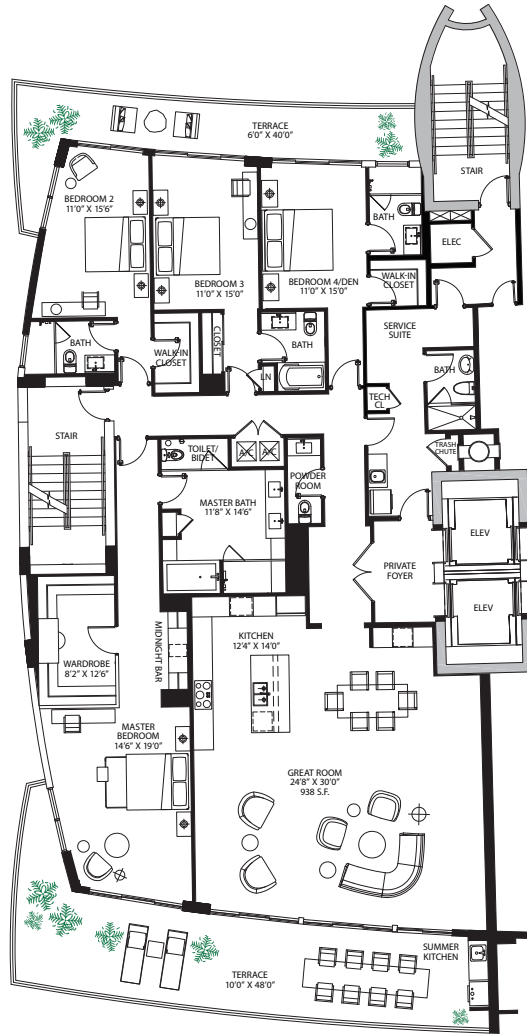 TERRACE
6'0" X 40'0"
STAIR
BEDROOM 2
11'0" X 15'6"
BATH
ELEC
BEDROOM 3
11'0" X 15'0"
BEDROOM 4/DEN
11'0" X 15'0"
WALK-IN
CLOSET
SERVICE
SUITE
BATH
WALK-IN
CLOSET
CLOSET
BATH
BATH
LN
TECH
CL
STAIR
TRASH
CHUTE
TOILET/
BIDET
A/C
A/C
POWDER
ROOM
MASTER BATH
11'8" X 14'6"
ELEV
PRIVATE
FOYER
ELEV
KITCHEN
12'4" X 14'0"
MIDNIGHT BAR
WARDROBE
8'2" X 12'6"
MASTER
BEDROOM
14'6" X 19'0"
GREAT ROOM
24'8" X 30'0"
938 S.F.
SUMMER
KITCHEN
TERRACE
10'0" X 48'0"